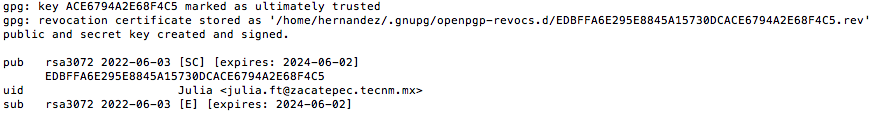 gpg: key ACE6794A2E68F4C5 marked as ultimately trusted
gpg: revocation certificate stored as '/home/hernandez/.gnupg/openpgp-revocs.d/EDBFFA6E295E8845A15730DCACE6794A2E68F4C5.rev'
public and secret key created and signed.
pub   rsa3072 2022-06-03 [SC] [expires: 2024-06-02]
      EDBFFA6E295E8845A15730DCACE6794A2E68F4C5
uid                      Julia <julia.ft@zacatepec.tecnm.mx>
sub   rsa3072 2022-06-03 [E] [expires: 2024-06-02]